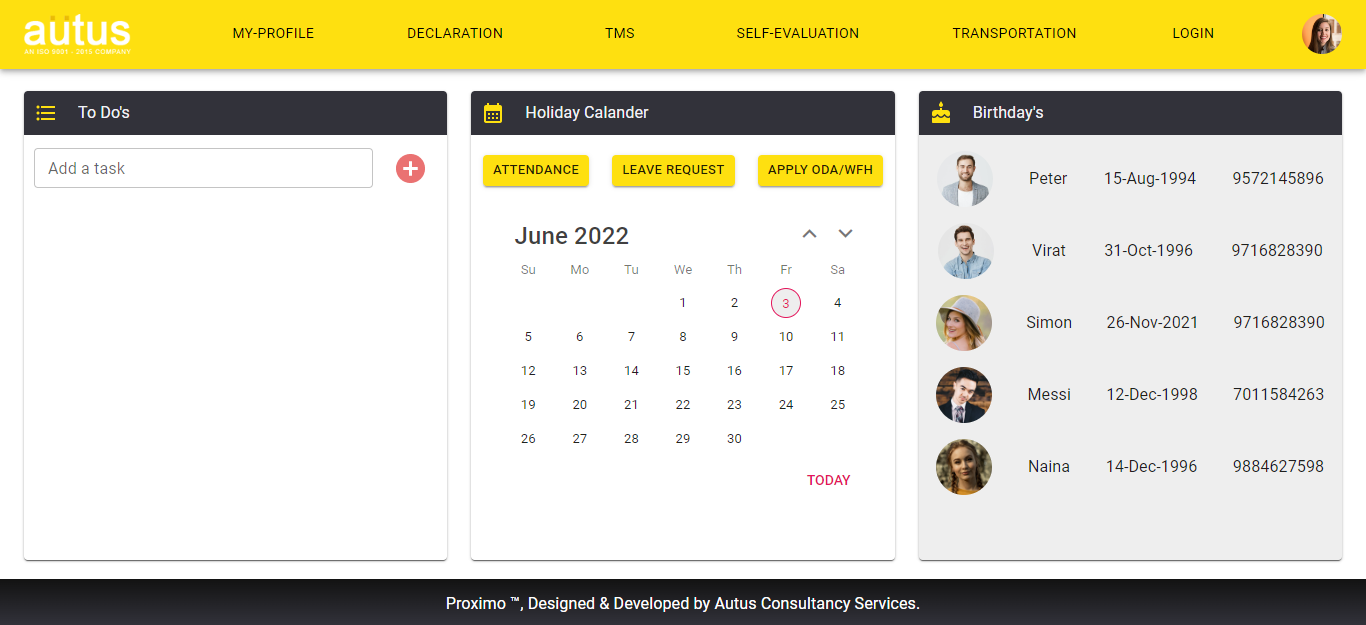 autus
AN ISO 9001 - 2015 COMPANY
MY-PROFILE DECLARATION TMS SELF-EVALUATION TRANSPORTATION LOGIN
To Do's
Add a task
Holiday Calander
ATTENDANCE LEAVE REQUEST APPLY ODA/WFH
June 2022
Su Mo Tu We Th Fr Sa
1 2 3 4
5 6 7 8 9 10 11
12 13 14 15 16 17 18
19 20 21 22 23 24 25
26 27 28 29 30
TODAY
Birthday's
Peter 15-Aug-1994 9572145896
Virat 31-Oct-1996 9716828390
Simon 26-Nov-2021 9716828390
Messi 12-Dec-1998 7011584263
Naina 14-Dec-1996 9884627598
Proximo ™, Designed & Developed by Autus Consultancy Services.